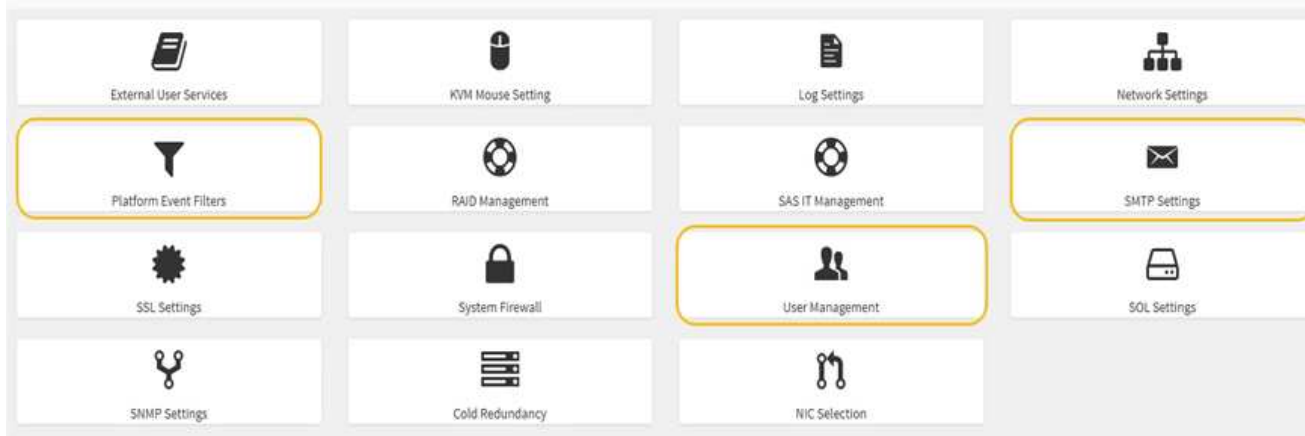 External User Services
KVM Mouse Setting
Log Settings
Network Settings
Platform Event Filters
RAID Management
SAS IT Management
SMTP Settings
SSL Settings
System Firewall
User Management
SOL Settings
SNMP Settings
Cold Redundancy
NIC Selection